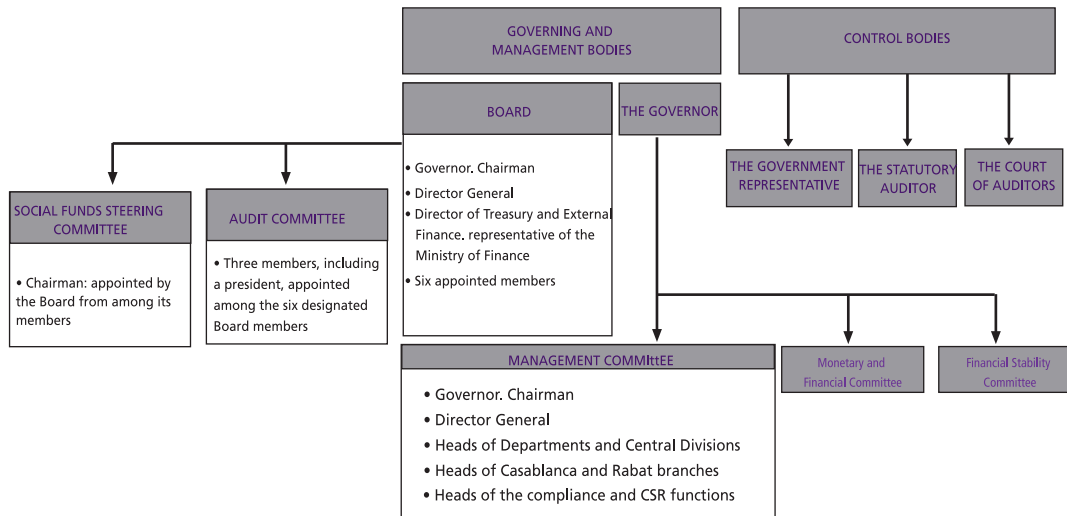 GOVERNING AND
MANAGEMENT BODIES
CONTROL BODIES
BOARD
THE GOVERNOR
• Governor. Chairman
• Director General
• Director of Treasury and External
Finance. representative of the
Ministry of Finance
• Six appointed members
THE GOVERNMENT
REPRESENTATIVE
THE STATUTORY
AUDITOR
THE COURT
OF AUDITORS
SOCIAL FUNDS STEERING
COMMITTEE
• Chairman: appointed by
the Board from among its
members
AUDIT COMMITTEE
• Three members, including
a president, appointed
among the six designated
Board members
MANAGEMENT COMMIttEE
• Governor. Chairman
• Director General
• Heads of Departments and Central Divisions
• Heads of Casablanca and Rabat branches
• Heads of the compliance and CSR functions
Monetary and
Financial Committee
Financial Stability
Committee